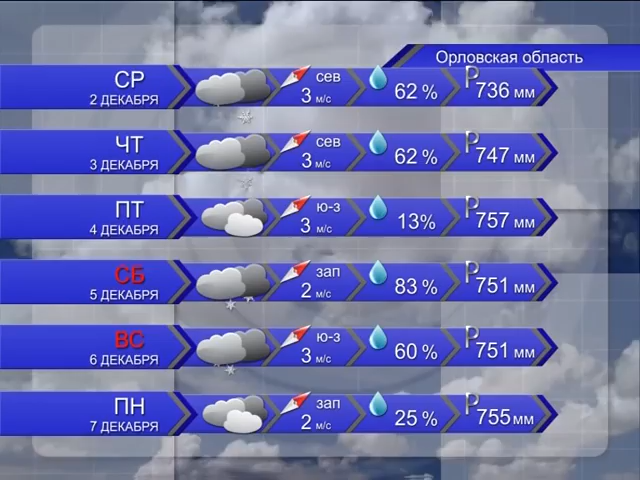 Орловская область
СР
2 ДЕКАБРЯ
сев
3 м/с
62 %
P
736 мм
ЧТ
3 ДЕКАБРЯ
сев
3 м/с
62 %
P
747 мм
ПТ
4 ДЕКАБРЯ
ю-з
3 м/с
13%
P
757 мм
СБ
5 ДЕКАБРЯ
зап
2 м/с
83 %
P
751 мм
ВС
6 ДЕКАБРЯ
ю-з
3 м/с
60 %
P
751 мм
ПН
7 ДЕКАБРЯ
зап
2 м/с
25 %
P
755 мм